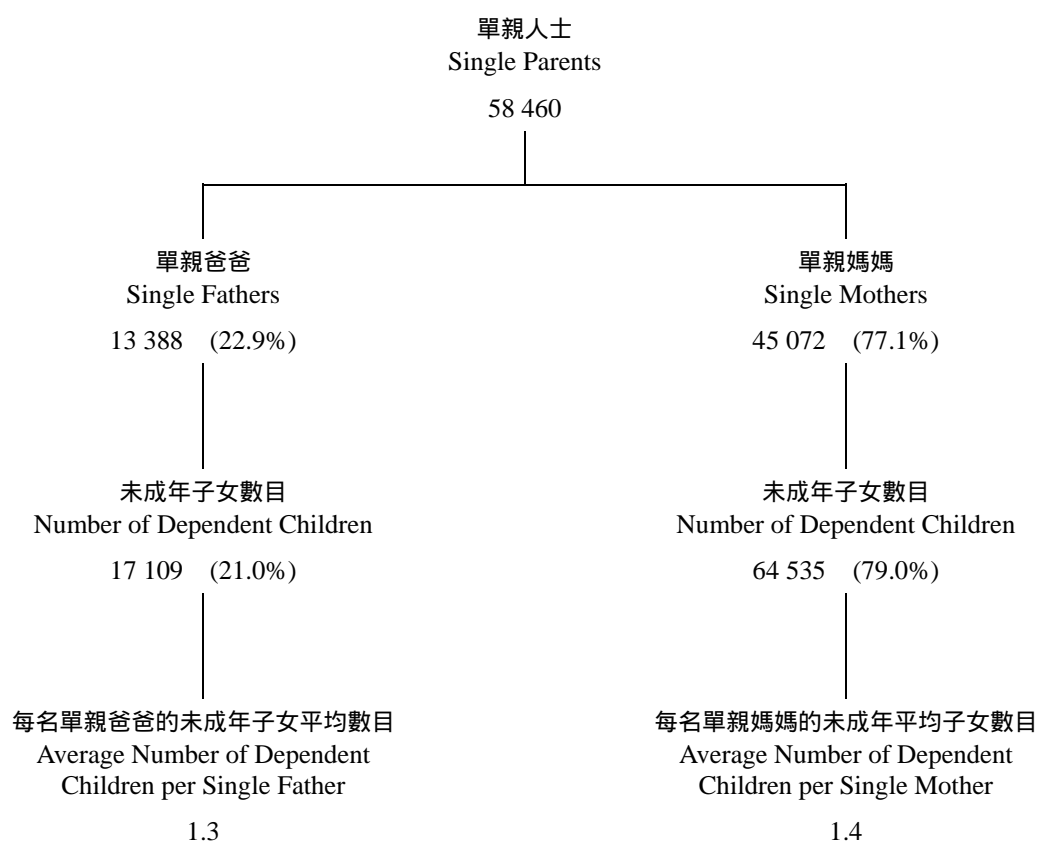 單親人士
Single Parents
58 460
單親爸爸
Single Fathers
13 388 (22.9%)
單親媽媽
Single Mothers
45 072 (77.1%)
未成年子女數目
Number of Dependent Children
17 109 (21.0%)
未成年子女數目
Number of Dependent Children
64 535 (79.0%)
每名單親爸爸的未成年子女平均數目
Average Number of Dependent
Children per Single Father
1.3
每名單親媽媽的未成年平均子女數目
Average Number of Dependent
Children per Single Mother
1.4